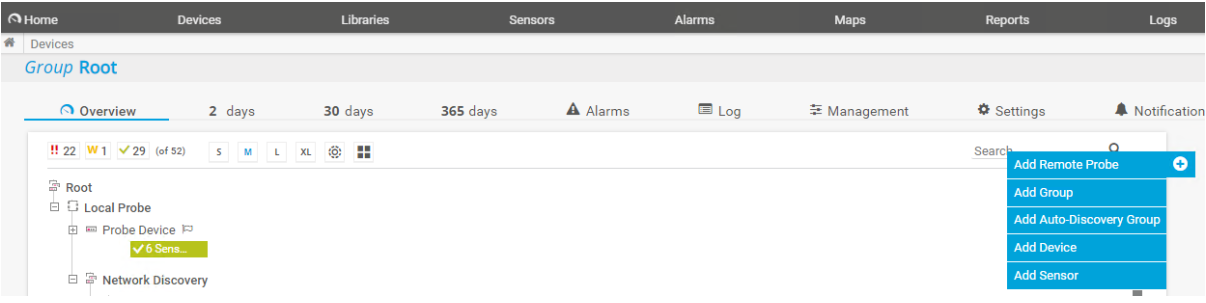 Home Devices Libraries Sensors Alarms Maps Reports Logs
Devices
Group Root
Overview 2 days 30 days 365 days Alarms Log Management Settings Notification
!! 22 W 1 29 (of 52) S M L XL Search
Add Remote Probe
Root
Add Group
Local Probe
Add Auto-Discovery Group
Probe Device
Add Device
6 Sens...
Add Sensor
Network Discovery